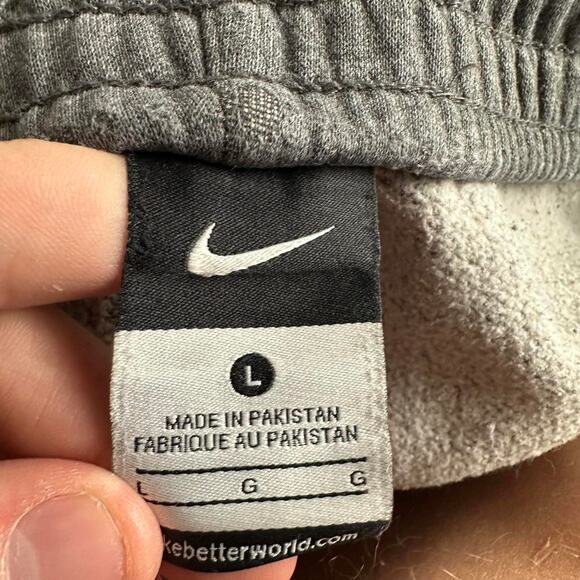 L
MADE IN PAKISTAN
FABRIQUE AU PAKISTAN
L G G
kebetterworld.com